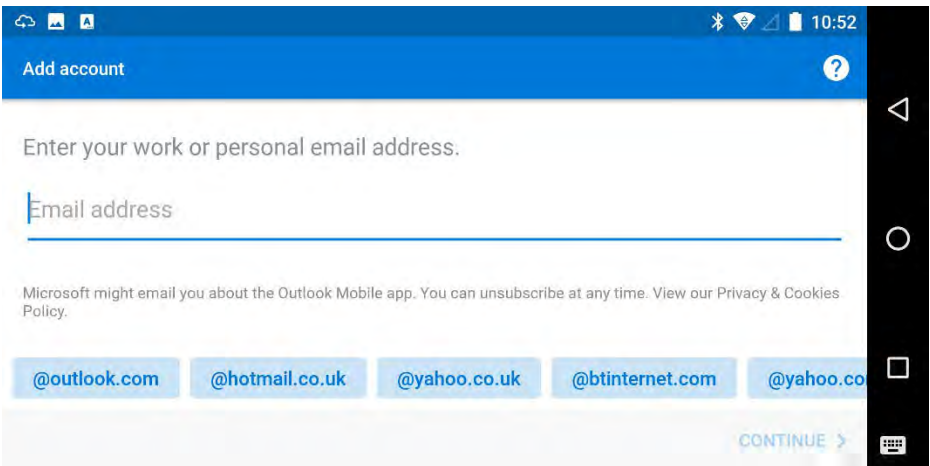 10:52
Add account
Enter your work or personal email address.
Email address
Microsoft might email you about the Outlook Mobile app. You can unsubscribe at any time. View our Privacy & Cookies
Policy.
@outlook.com @hotmail.co.uk @yahoo.co.uk @btinternet.com @yahoo.co
CONTINUE